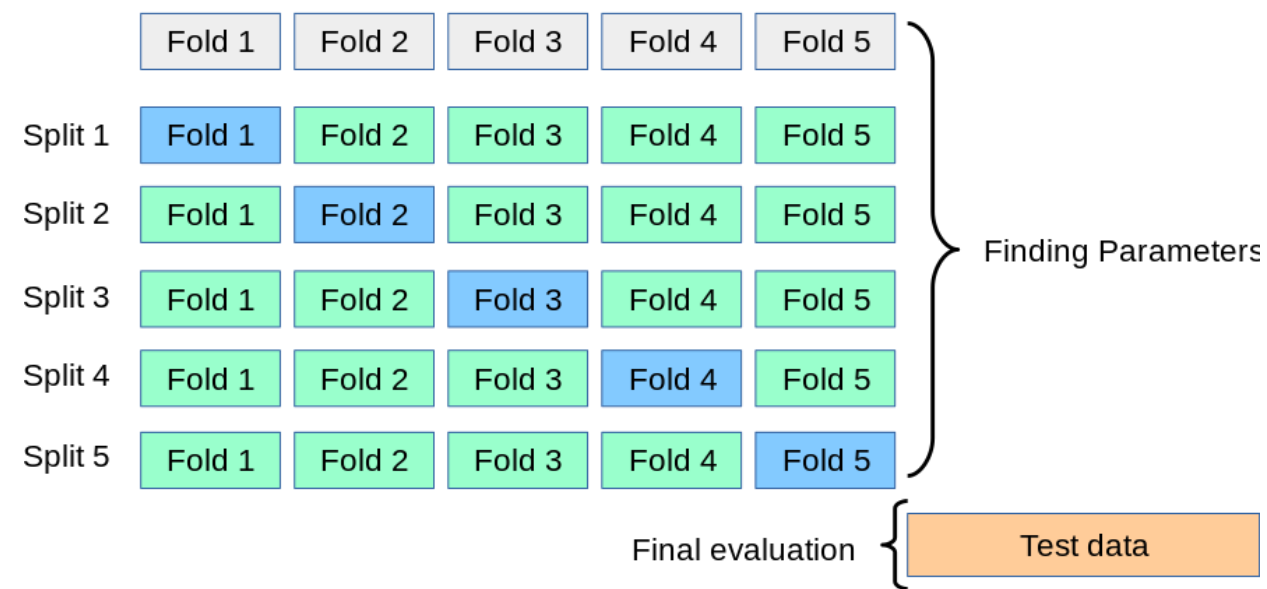 Fold 1 Fold 2 Fold 3 Fold 4 Fold 5
Split 1 Fold 1 Fold 2 Fold 3 Fold 4 Fold 5
Split 2 Fold 1 Fold 2 Fold 3 Fold 4 Fold 5
Finding Parameters
Split 3 Fold 1 Fold 2 Fold 3 Fold 4 Fold 5
Split 4 Fold 1 Fold 2 Fold 3 Fold 4 Fold 5
Split 5 Fold 1 Fold 2 Fold 3 Fold 4 Fold 5
Final evaluation Test data